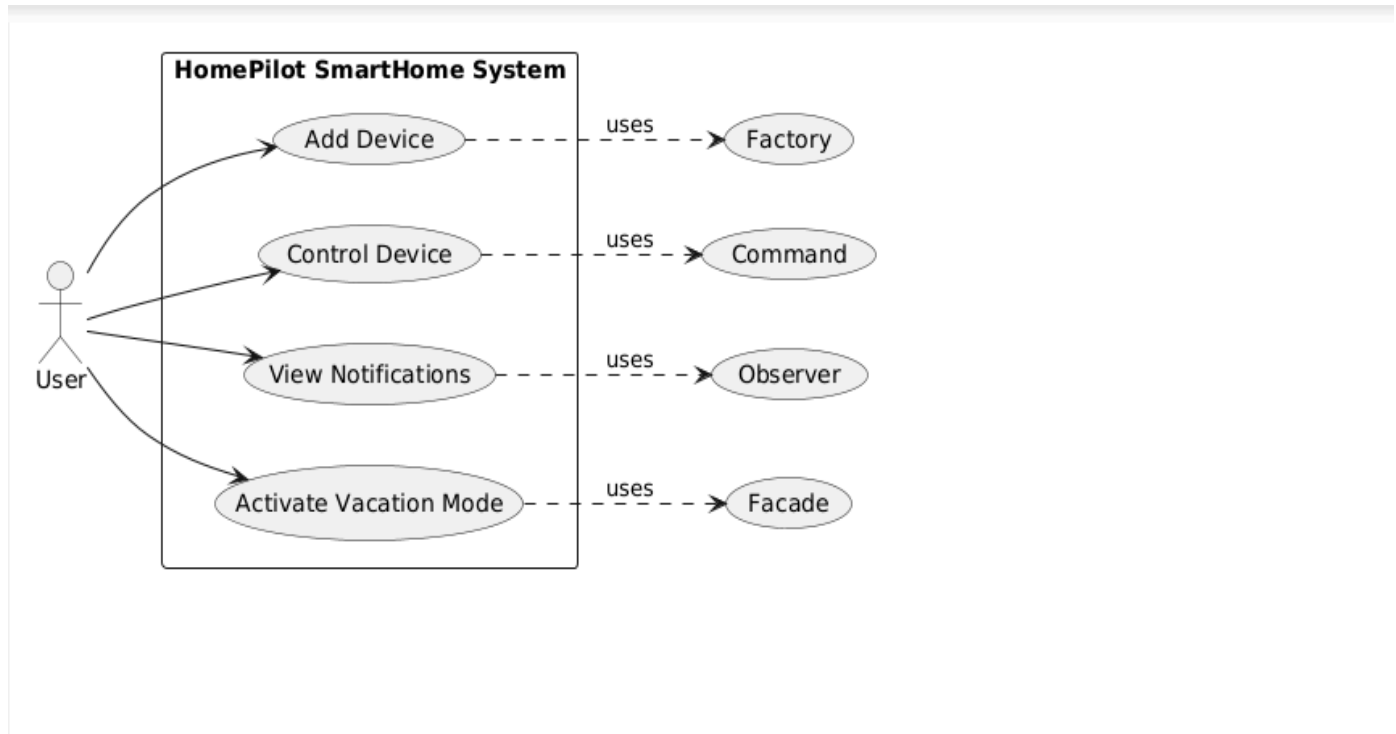 HomePilot SmartHome System
Add Device
uses
Factory
Control Device
uses
Command
User
View Notifications
uses
Observer
Activate Vacation Mode
uses
Facade